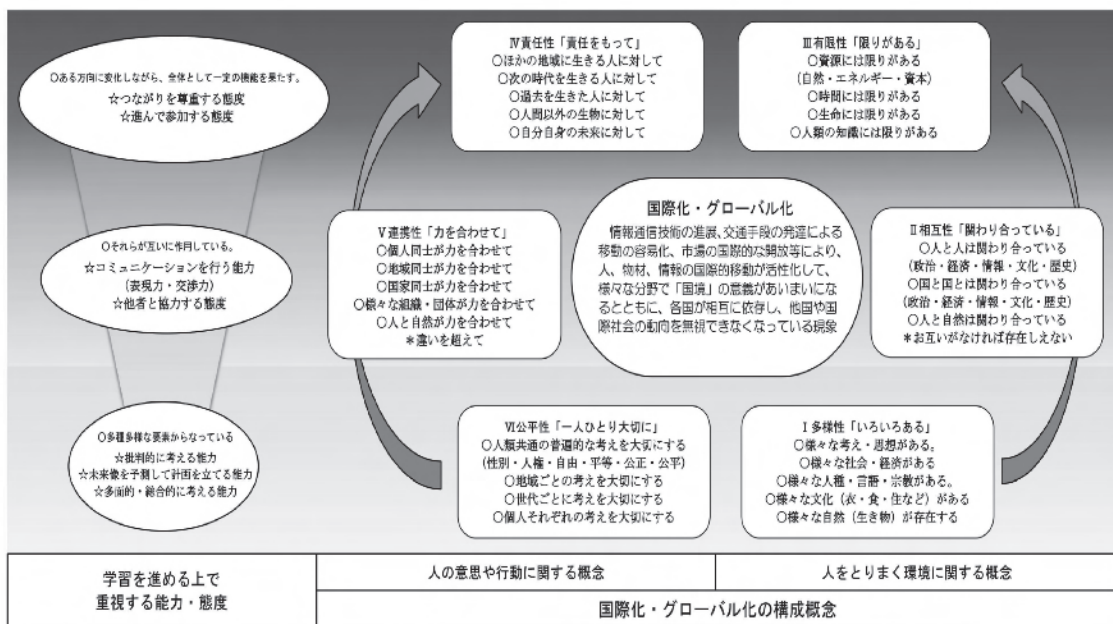 ○ある方向に変化しながら、全体として一定の機能を果たす。
☆つながりを尊重する態度
☆進んで参加する態度
○それらが互いに作用している。
☆コミュニケーションを行う能力
(表現力・交渉力)
☆他者と協力する態度
○多種多様な要素からなっている
☆批判的に考える能力
☆未来像を予測して計画を立てる能力
☆多面的・総合的に考える能力
Ⅳ責任性「責任をもって」
○ほかの地域に生きる人に対して
○次の時代を生きる人に対して
○過去を生きた人に対して
○人間以外の生物に対して
○自分自身の未来に対して
Ⅲ有限性「限りがある」
○資源には限りがある
(自然・エネルギー・資本)
○時間には限りがある
○生命には限りがある
○人類の知識には限りがある
Ⅴ連携性「力を合わせて」
○個人同士が力を合わせて
○地域同士が力を合わせて
○国家同士が力を合わせて
○様々な組織・団体が力を合わせて
○人と自然が力を合わせて
＊違いを超えて
国際化・グローバル化
情報通信技術の進展、交通手段の発達による
移動の容易化、市場の国際的な開放等により、
人、物材、情報の国際的移動が活性化して、
様々な分野で「国境」の意義があいまいにな
るとともに、各国が相互に依存し、他国や国
際社会の動向を無視できなくなっている現象
Ⅱ相互性「関わり合っている」
○人と人は関わり合っている
(政治・経済・情報・文化・歴史)
○国と国とは関わり合っている
(政治・経済・情報・文化・歴史)
○人と自然は関わり合っている
＊お互いがなければ存在しえない
Ⅵ公平性「一人ひとり大切に」
○人類共通の普遍的な考えを大切にする
(性別・人権・自由・平等・公正・公平)
○地域ごとの考えを大切にする
○世代ごとに考えを大切にする
○個人それぞれの考えを大切にする
Ⅰ多様性「いろいろある」
○様々な考え・思想がある。
○様々な社会・経済がある
○様々な人種・言語・宗教がある。
○様々な文化（衣・食・住など）がある
○様々な自然（生き物）が存在する
学習を進める上で
重視する能力・態度
人の意思や行動に関する概念
人をとりまく環境に関する概念
国際化・グローバル化の構成概念